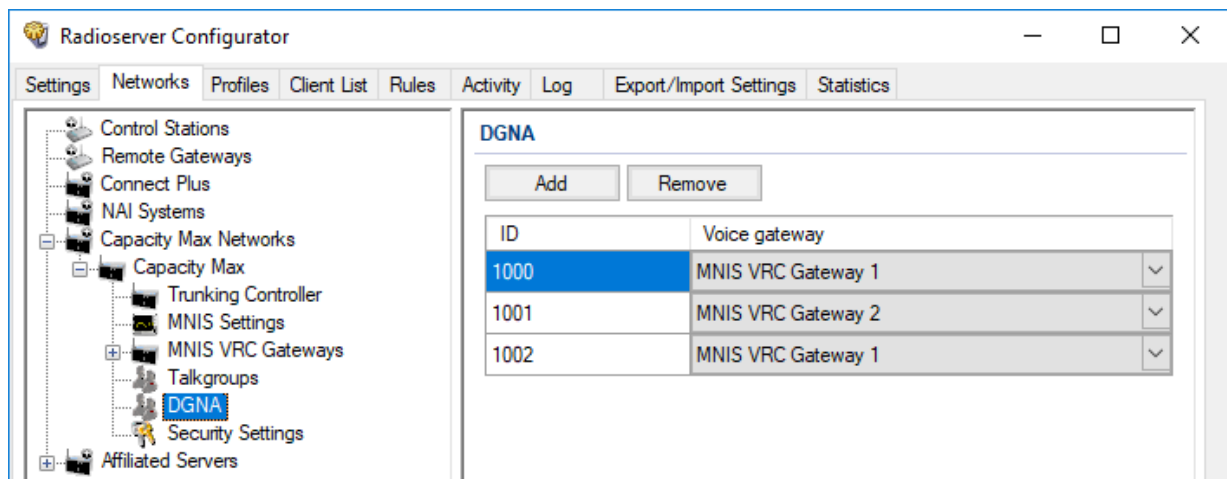 Radioserver Configurator
Settings Networks Profiles Client List Rules Activity Log Export/Import Settings Statistics
Control Stations
Remote Gateways
Connect Plus
NAI Systems
Capacity Max Networks
Capacity Max
Trunking Controller
MNIS Settings
MNIS VRC Gateways
Talkgroups
DGNA
Security Settings
Affiliated Servers
DGNA
Add Remove
ID Voice gateway
1000 MNIS VRC Gateway 1
1001 MNIS VRC Gateway 2
1002 MNIS VRC Gateway 1